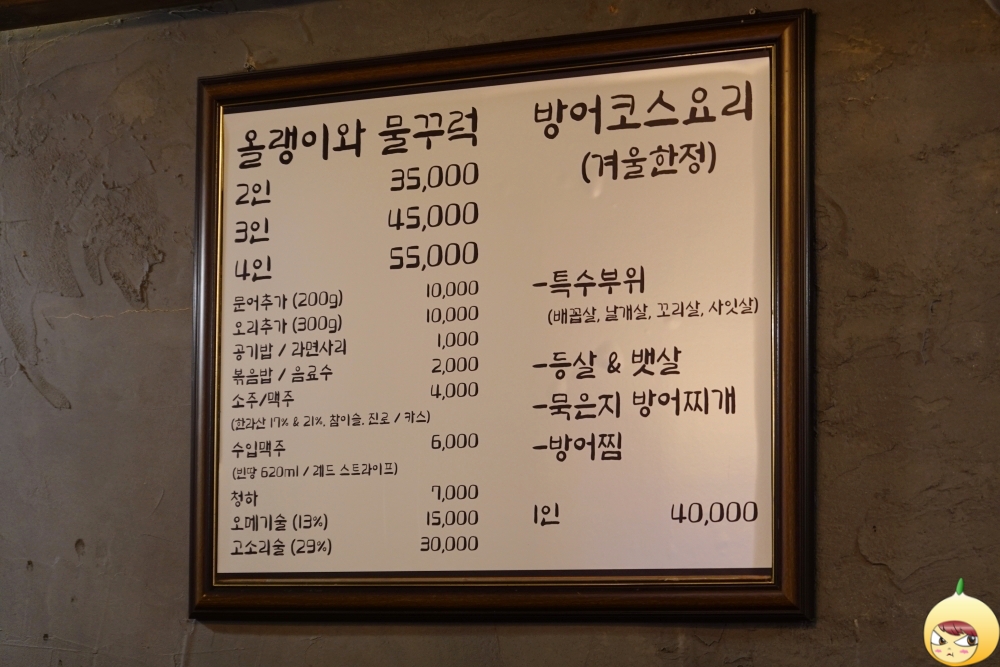 올랭이와 물꾸럭
2인 35,000
3인 45,000
4인 55,000
문어추가 (200g) 10,000
오리추가 (300g) 10,000
공기밥 / 라면사리 1,000
볶음밥 / 음료수 2,000
소주/맥주 4,000
(한라산 17% & 21%, 참이슬, 진로 / 카스)
수입맥주 6,000
(빈땅 620ml / 레드 스트라이프)
청하 7,000
오메기술 (13%) 15,000
고소리술 (29%) 30,000
방어코스요리
(겨울한정)
-특수부위
(배꼽살, 날개살, 꼬리살, 사잇살)
-등살 & 뱃살
-묵은지 방어찌개
-방어찜
1인 40,000